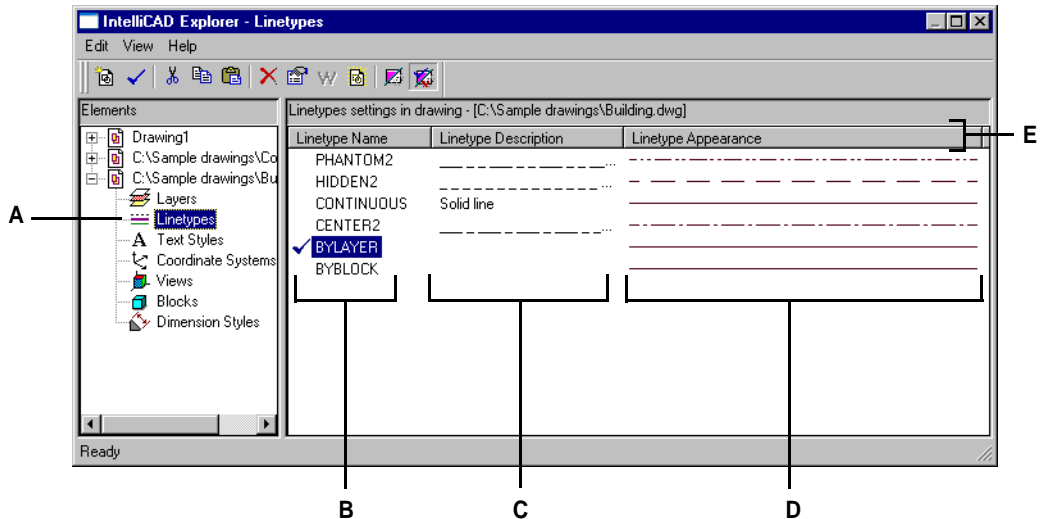 IntelliCAD Explorer - Linetypes
Edit View Help
Elements
Linetypes settings in drawing - [C:\Sample drawings\Building.dwg]
Linetype Name Linetype Description Linetype Appearance
E
Drawing1
C:\Sample drawings\Co
C:\Sample drawings\Bu
Layers
A
Linetypes
Text Styles
Coordinate Systems
Views
Blocks
Dimension Styles
PHANTOM2
HIDDEN2
CONTINUOUS Solid line
CENTER2
BYLAYER
BYBLOCK
Ready
B C D